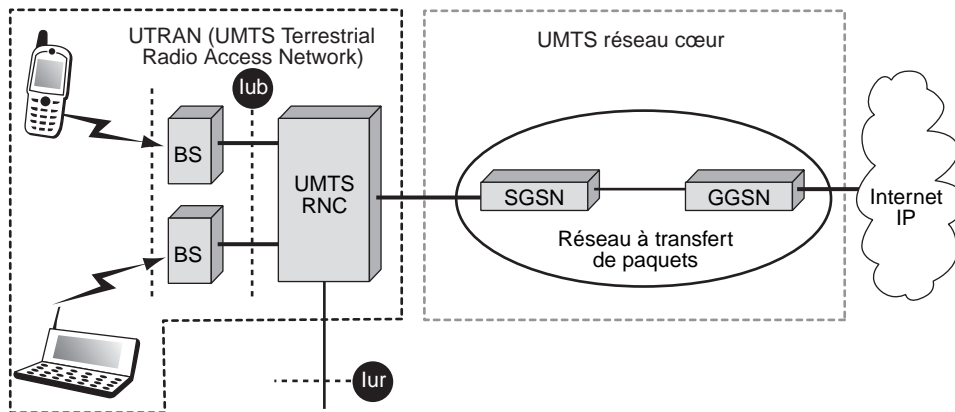 UTRAN (UMTS Terrestrial
Radio Access Network)
UMTS réseau cœur
Iub
BS
UMTS
RNC
SGSN
GGSN
Internet
IP
BS
Réseau à transfert
de paquets
Iur